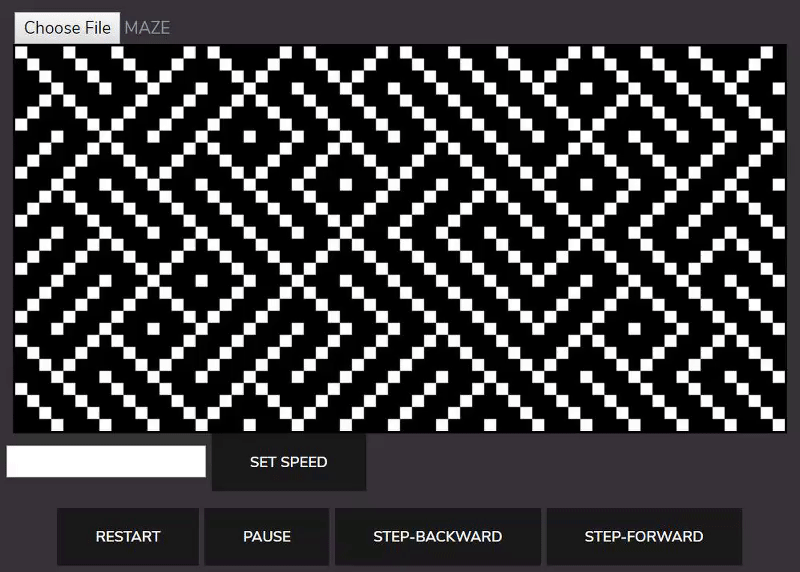 Choose File MAZE
SET SPEED
RESTART PAUSE STEP-BACKWARD STEP-FORWARD